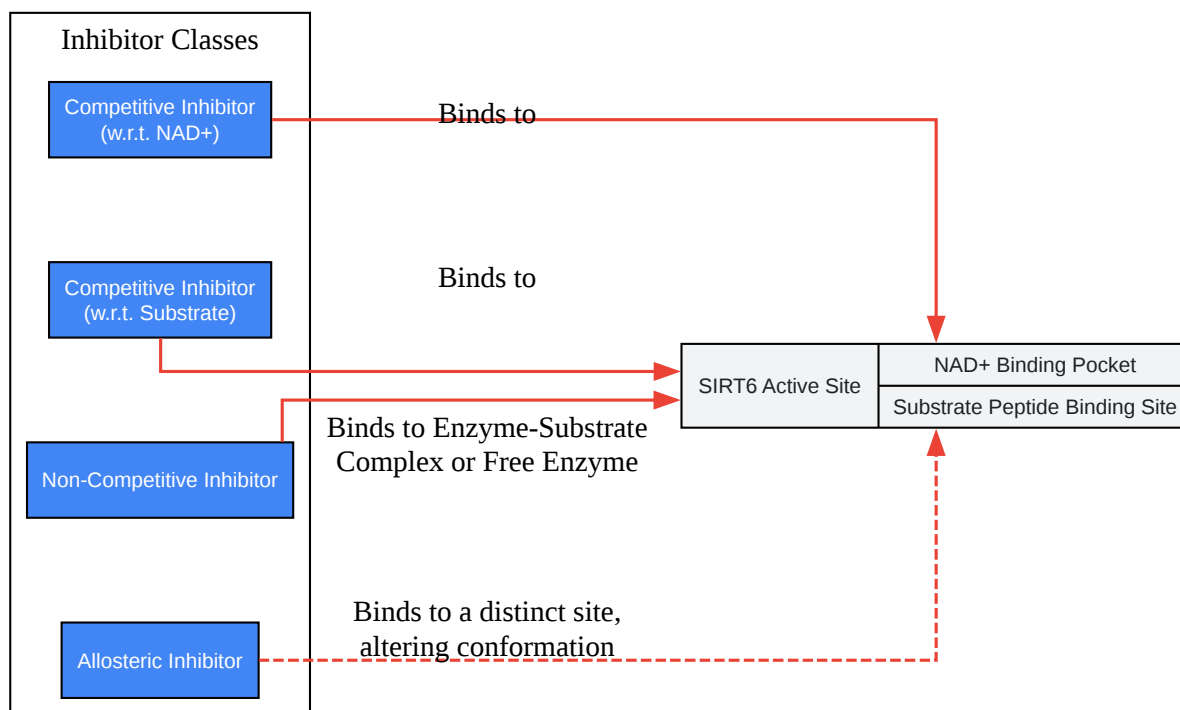 Inhibitor Classes
Competitive Inhibitor
(w.r.t. NAD+)
Binds to
Competitive Inhibitor
(w.r.t. Substrate)
Binds to
SIRT6 Active Site
NAD+ Binding Pocket
Substrate Peptide Binding Site
Binds to Enzyme-Substrate
Complex or Free Enzyme
Non-Competitive Inhibitor
Binds to a distinct site,
altering conformation
Allosteric Inhibitor